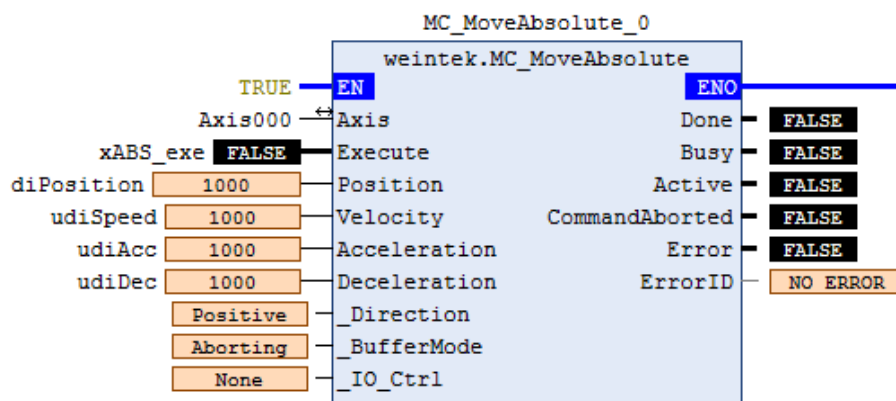 MC_MoveAbsolute_0
weintek.MC_MoveAbsolute
TRUE EN ENO
Axis000 Axis Done FALSE
xABS_exe FALSE Execute Busy FALSE
diPosition 1000 Position Active FALSE
udiSpeed 1000 Velocity CommandAborted FALSE
udiAcc 1000 Acceleration Error FALSE
udiDec 1000 Deceleration ErrorID NO ERROR
Positive _Direction
Aborting _BufferMode
None _IO_Ctrl